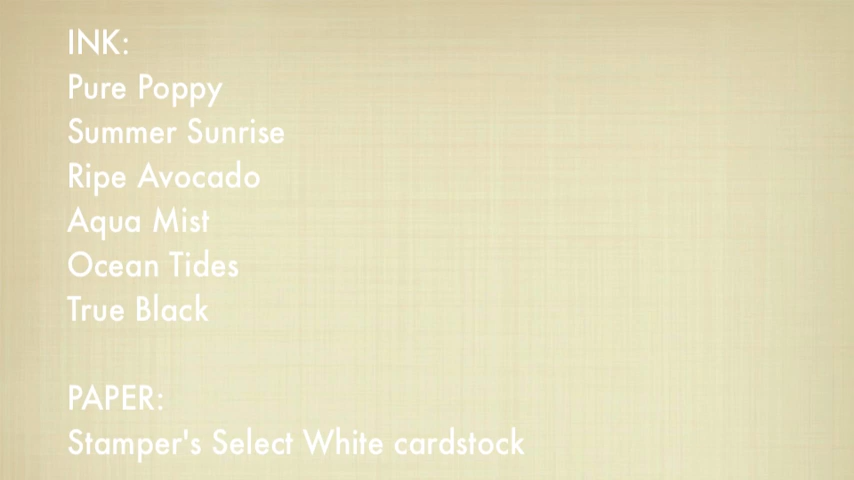 INK:
Pure Poppy
Summer Sunrise
Ripe Avocado
Aqua Mist
Ocean Tides
True Black
PAPER:
Stamper's Select White cardstock